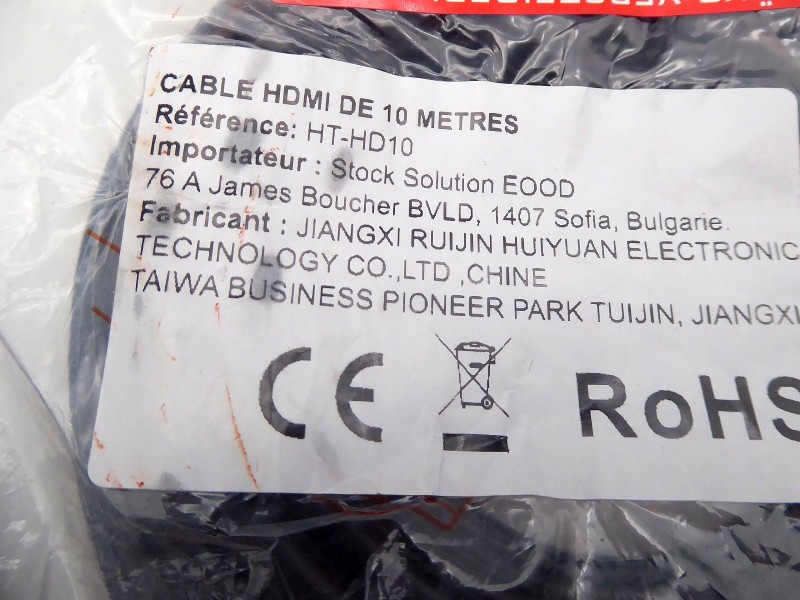 CABLE HDMI DE 10 METRES
Référence: HT-HD10
Importateur : Stock Solution EOOD
76 A James Boucher BVLD, 1407 Sofia, Bulgarie.
Fabricant : JIANGXI RUIJIN HUIYUAN ELECTRONIC
TECHNOLOGY CO.,LTD ,CHINE
TAIWA BUSINESS PIONEER PARK TUIJIN, JIANGXI
CE
RoHS